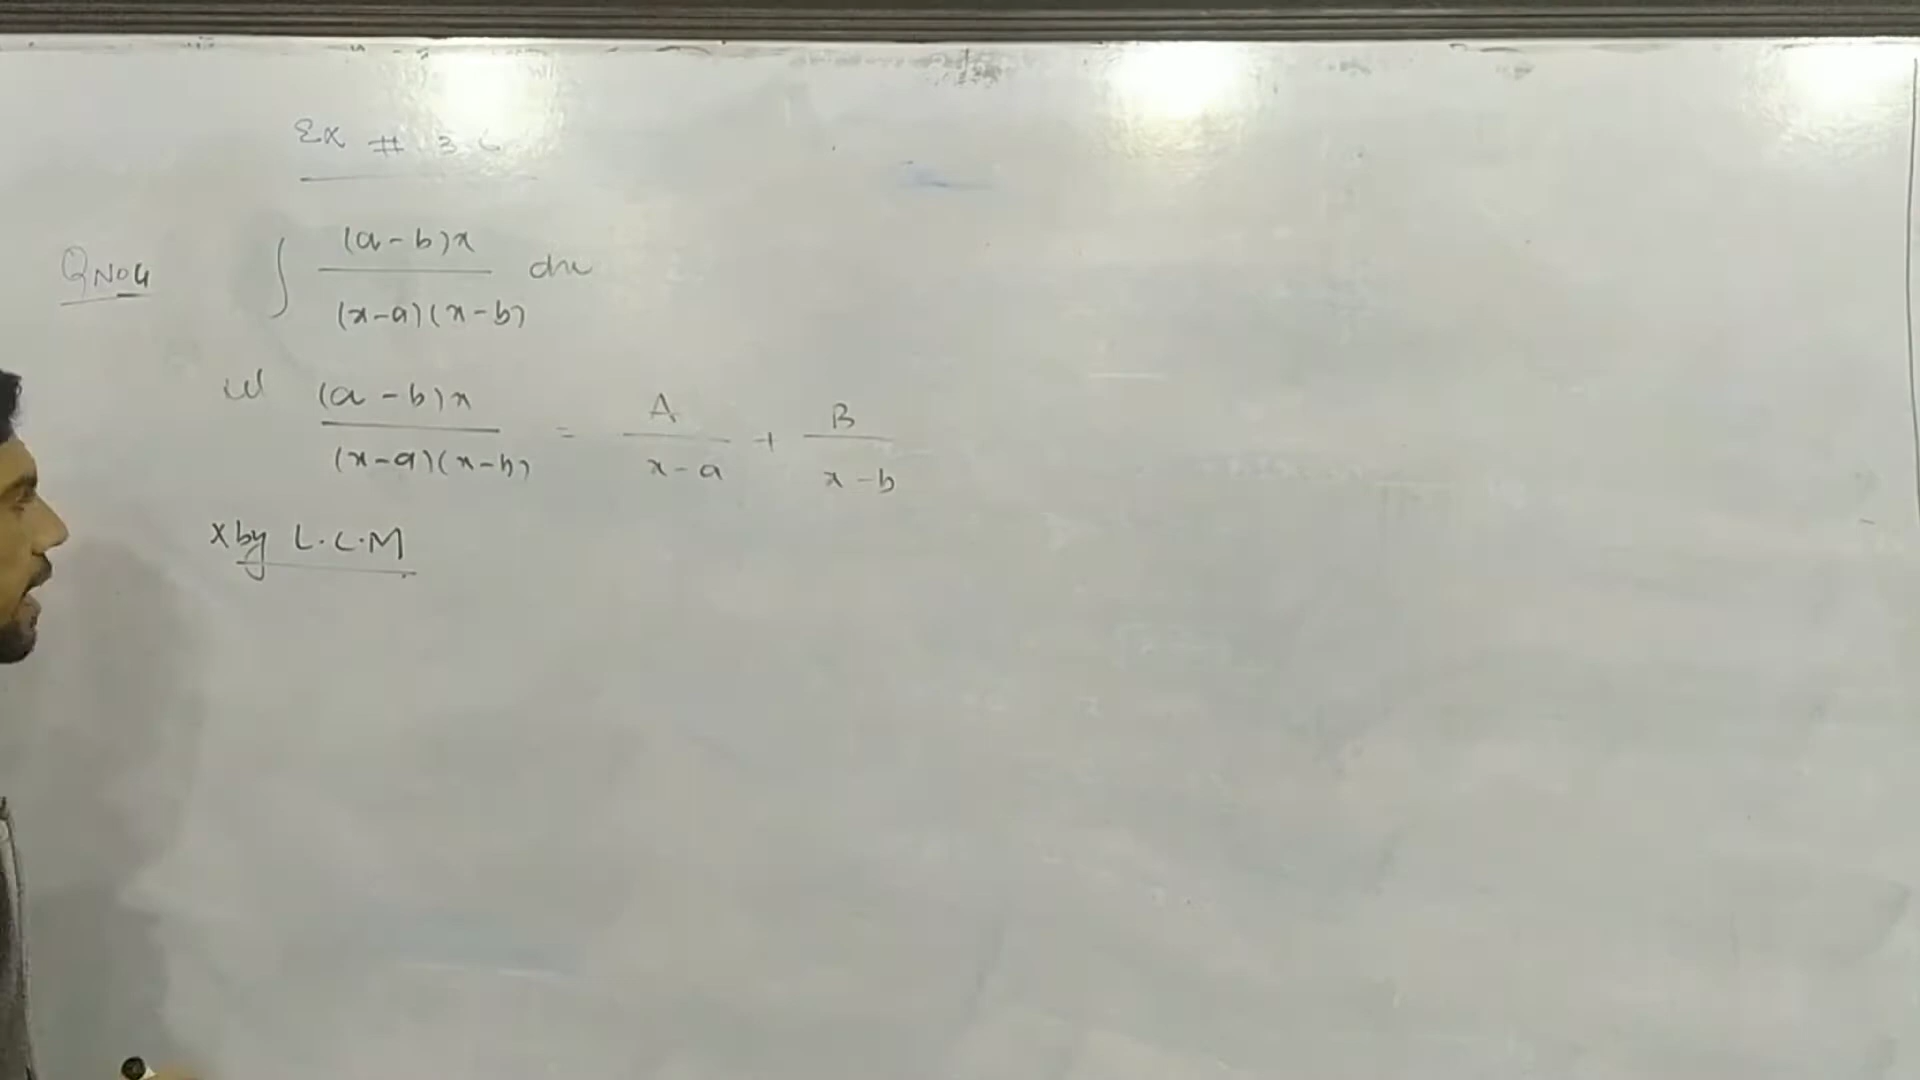 Ex # 3.6
Q No 4 ∫ (a-b)x / (x-a)(x-b) dx
let (a-b)x / (x-a)(x-b) = A / x-a + B / x-b
x by L.C.M